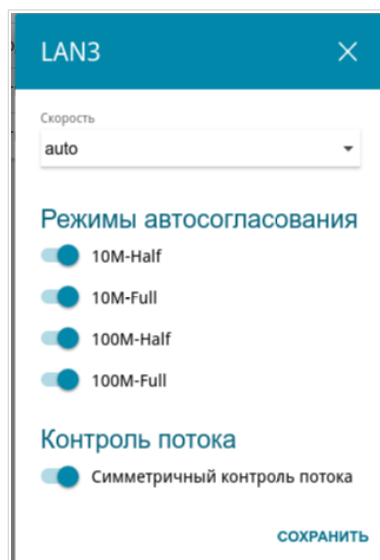 LAN3
Скорость
auto
Режимы автосогласования
10M-Half
10M-Full
100M-Half
100M-Full
Контроль потока
Симметричный контроль потока
СОХРАНИТЬ